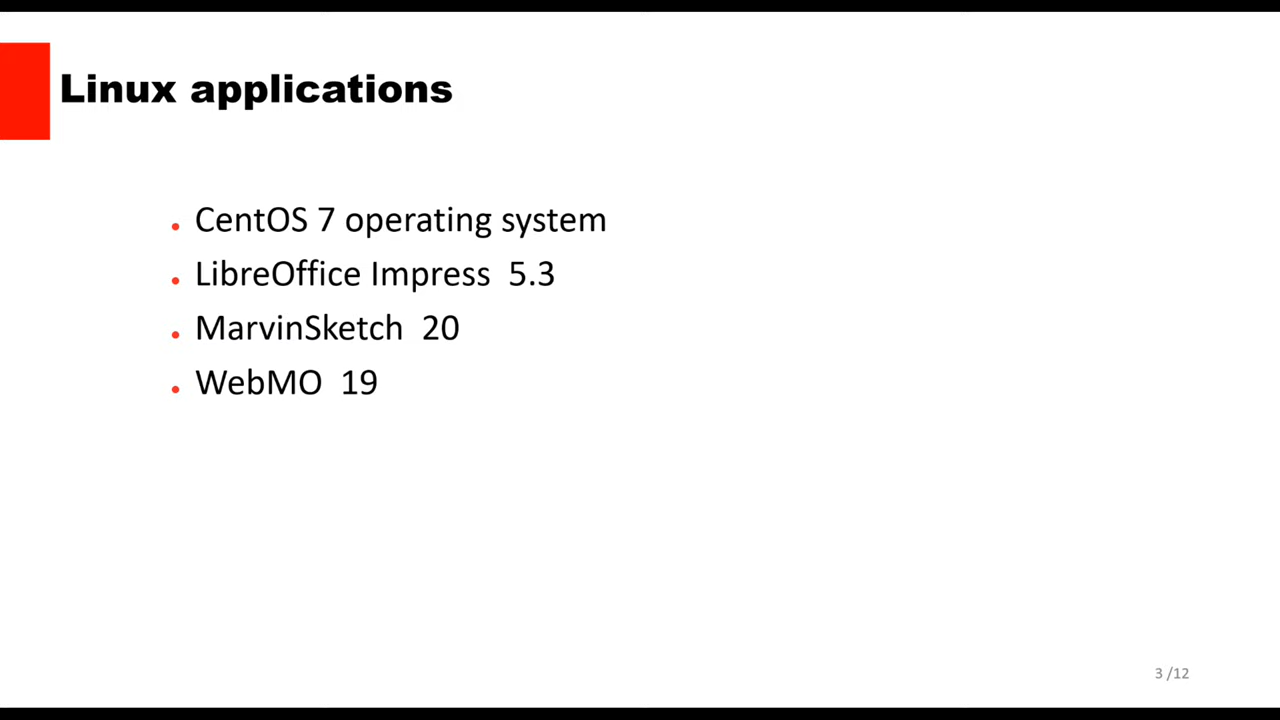 Linux applications
CentOS 7 operating system
LibreOffice Impress 5.3
MarvinSketch 20
WebMO 19
3 /12